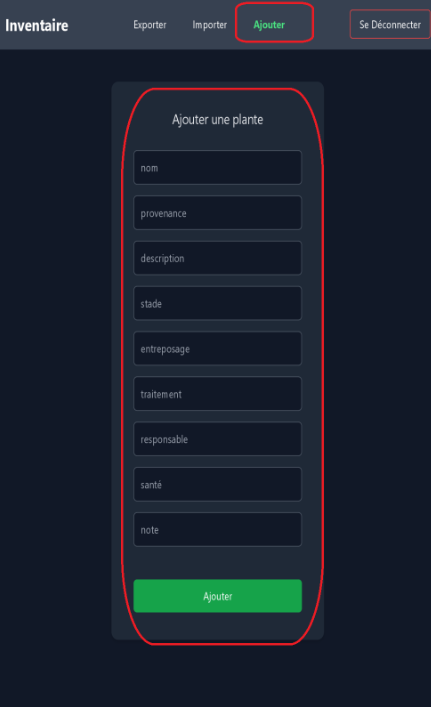 Inventaire Exporter Importer Ajouter Se Déconnecter
Ajouter une plante
nom
provenance
description
stade
entreposage
traitement
responsable
santé
note
Ajouter